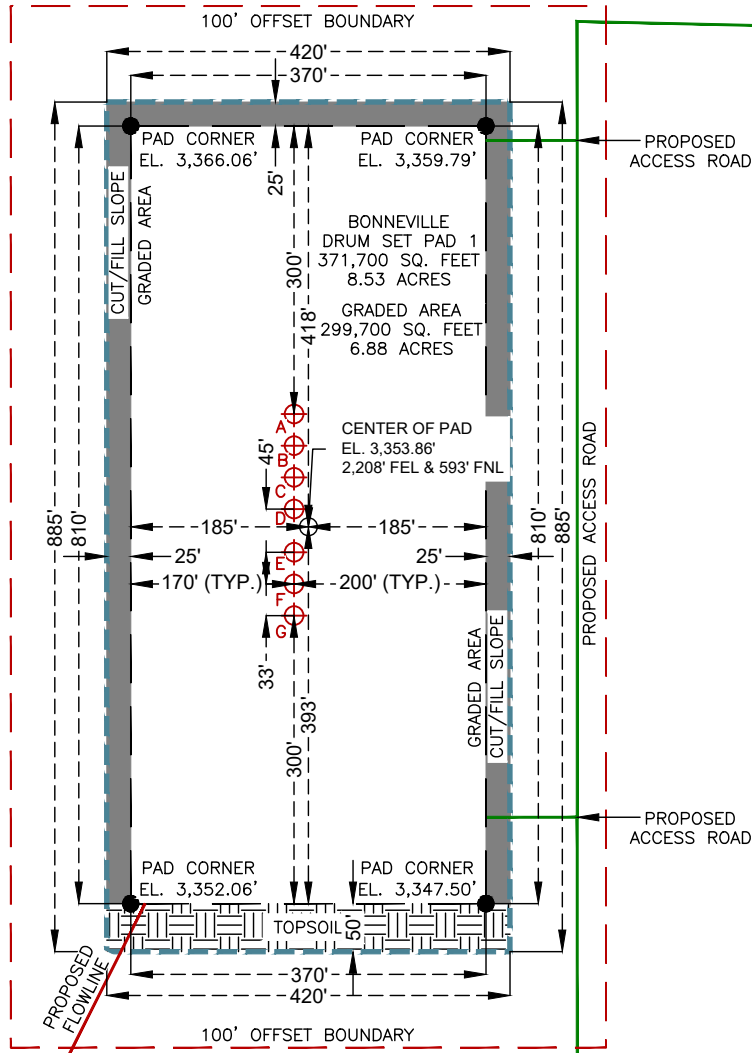 100' OFFSET BOUNDARY
420'
370'
PAD CORNER
EL. 3,366.06'
PAD CORNER
EL. 3,359.79'
PROPOSED
ACCESS ROAD
25'
CUT/FILL SLOPE
GRADED AREA
BONNEVILLE
DRUM SET PAD 1
371,700 SQ. FEET
8.53 ACRES
GRADED AREA
299,700 SQ. FEET
6.88 ACRES
300'
418'
A
B
C
D
E
F
G
45'
CENTER OF PAD
EL. 3,353.86'
2,208' FEL & 593' FNL
185'
185'
885'
810'
810'
885'
25'
25'
170' (TYP.)
200' (TYP.)
PROPOSED ACCESS ROAD
33'
300'
393'
GRADED AREA
CUT/FILL SLOPE
PROPOSED
ACCESS ROAD
PAD CORNER
EL. 3,352.06'
PAD CORNER
EL. 3,347.50'
TOPSOIL
50'
PROPOSED
FLOWLINE
370'
420'
100' OFFSET BOUNDARY